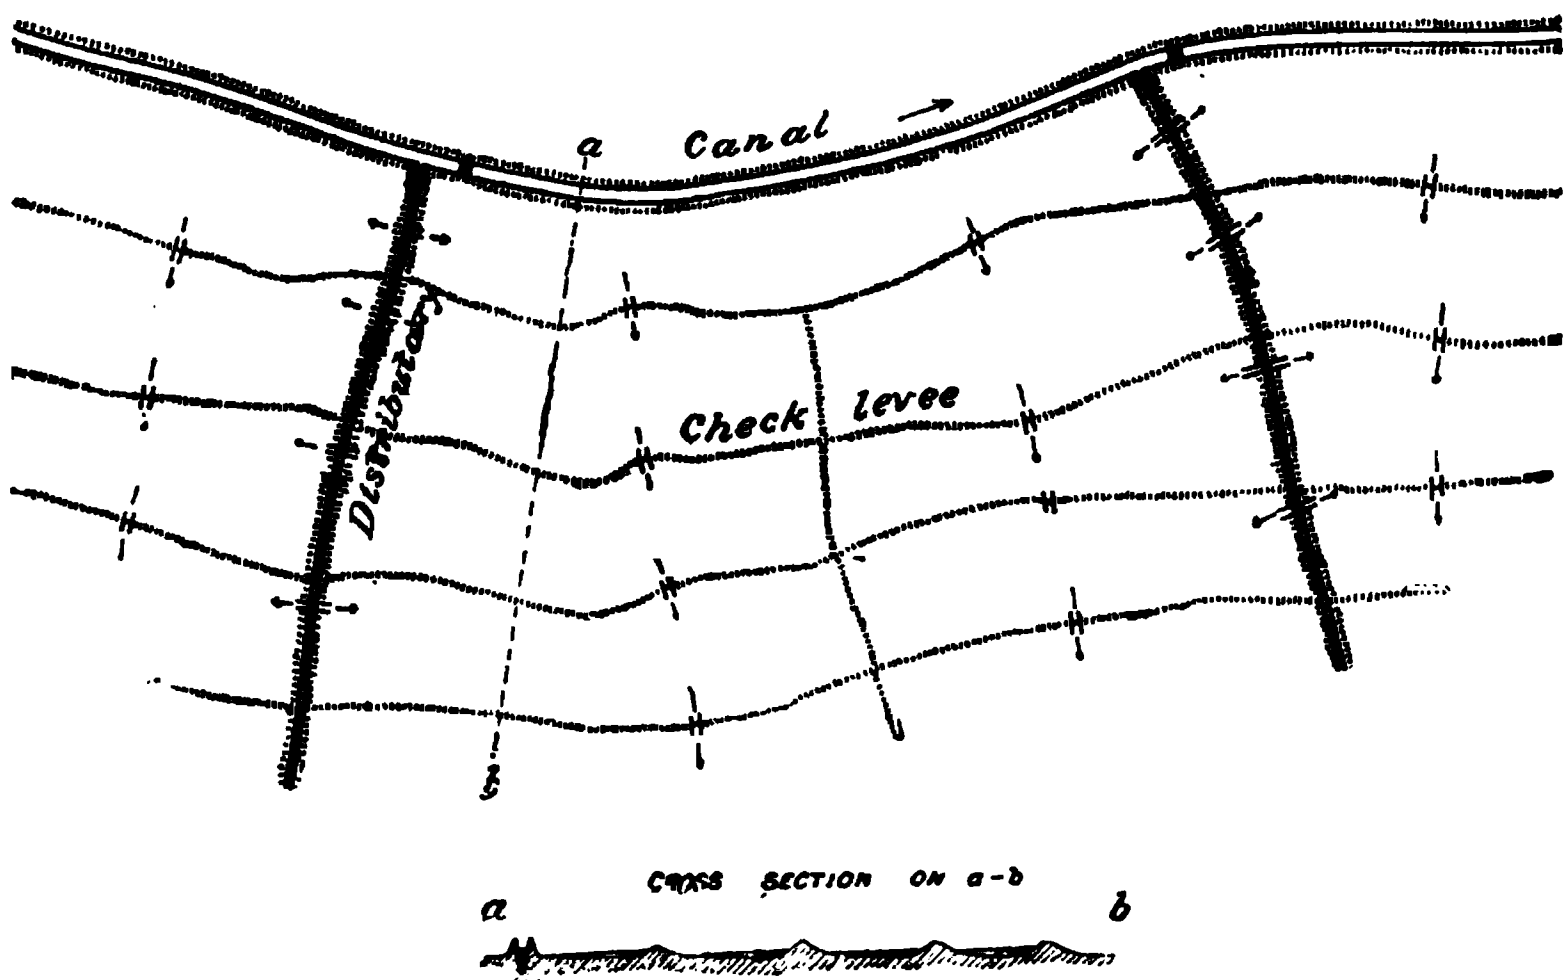 a
Canal
Distributary
Check levee
CROSS SECTION ON a-b
a b